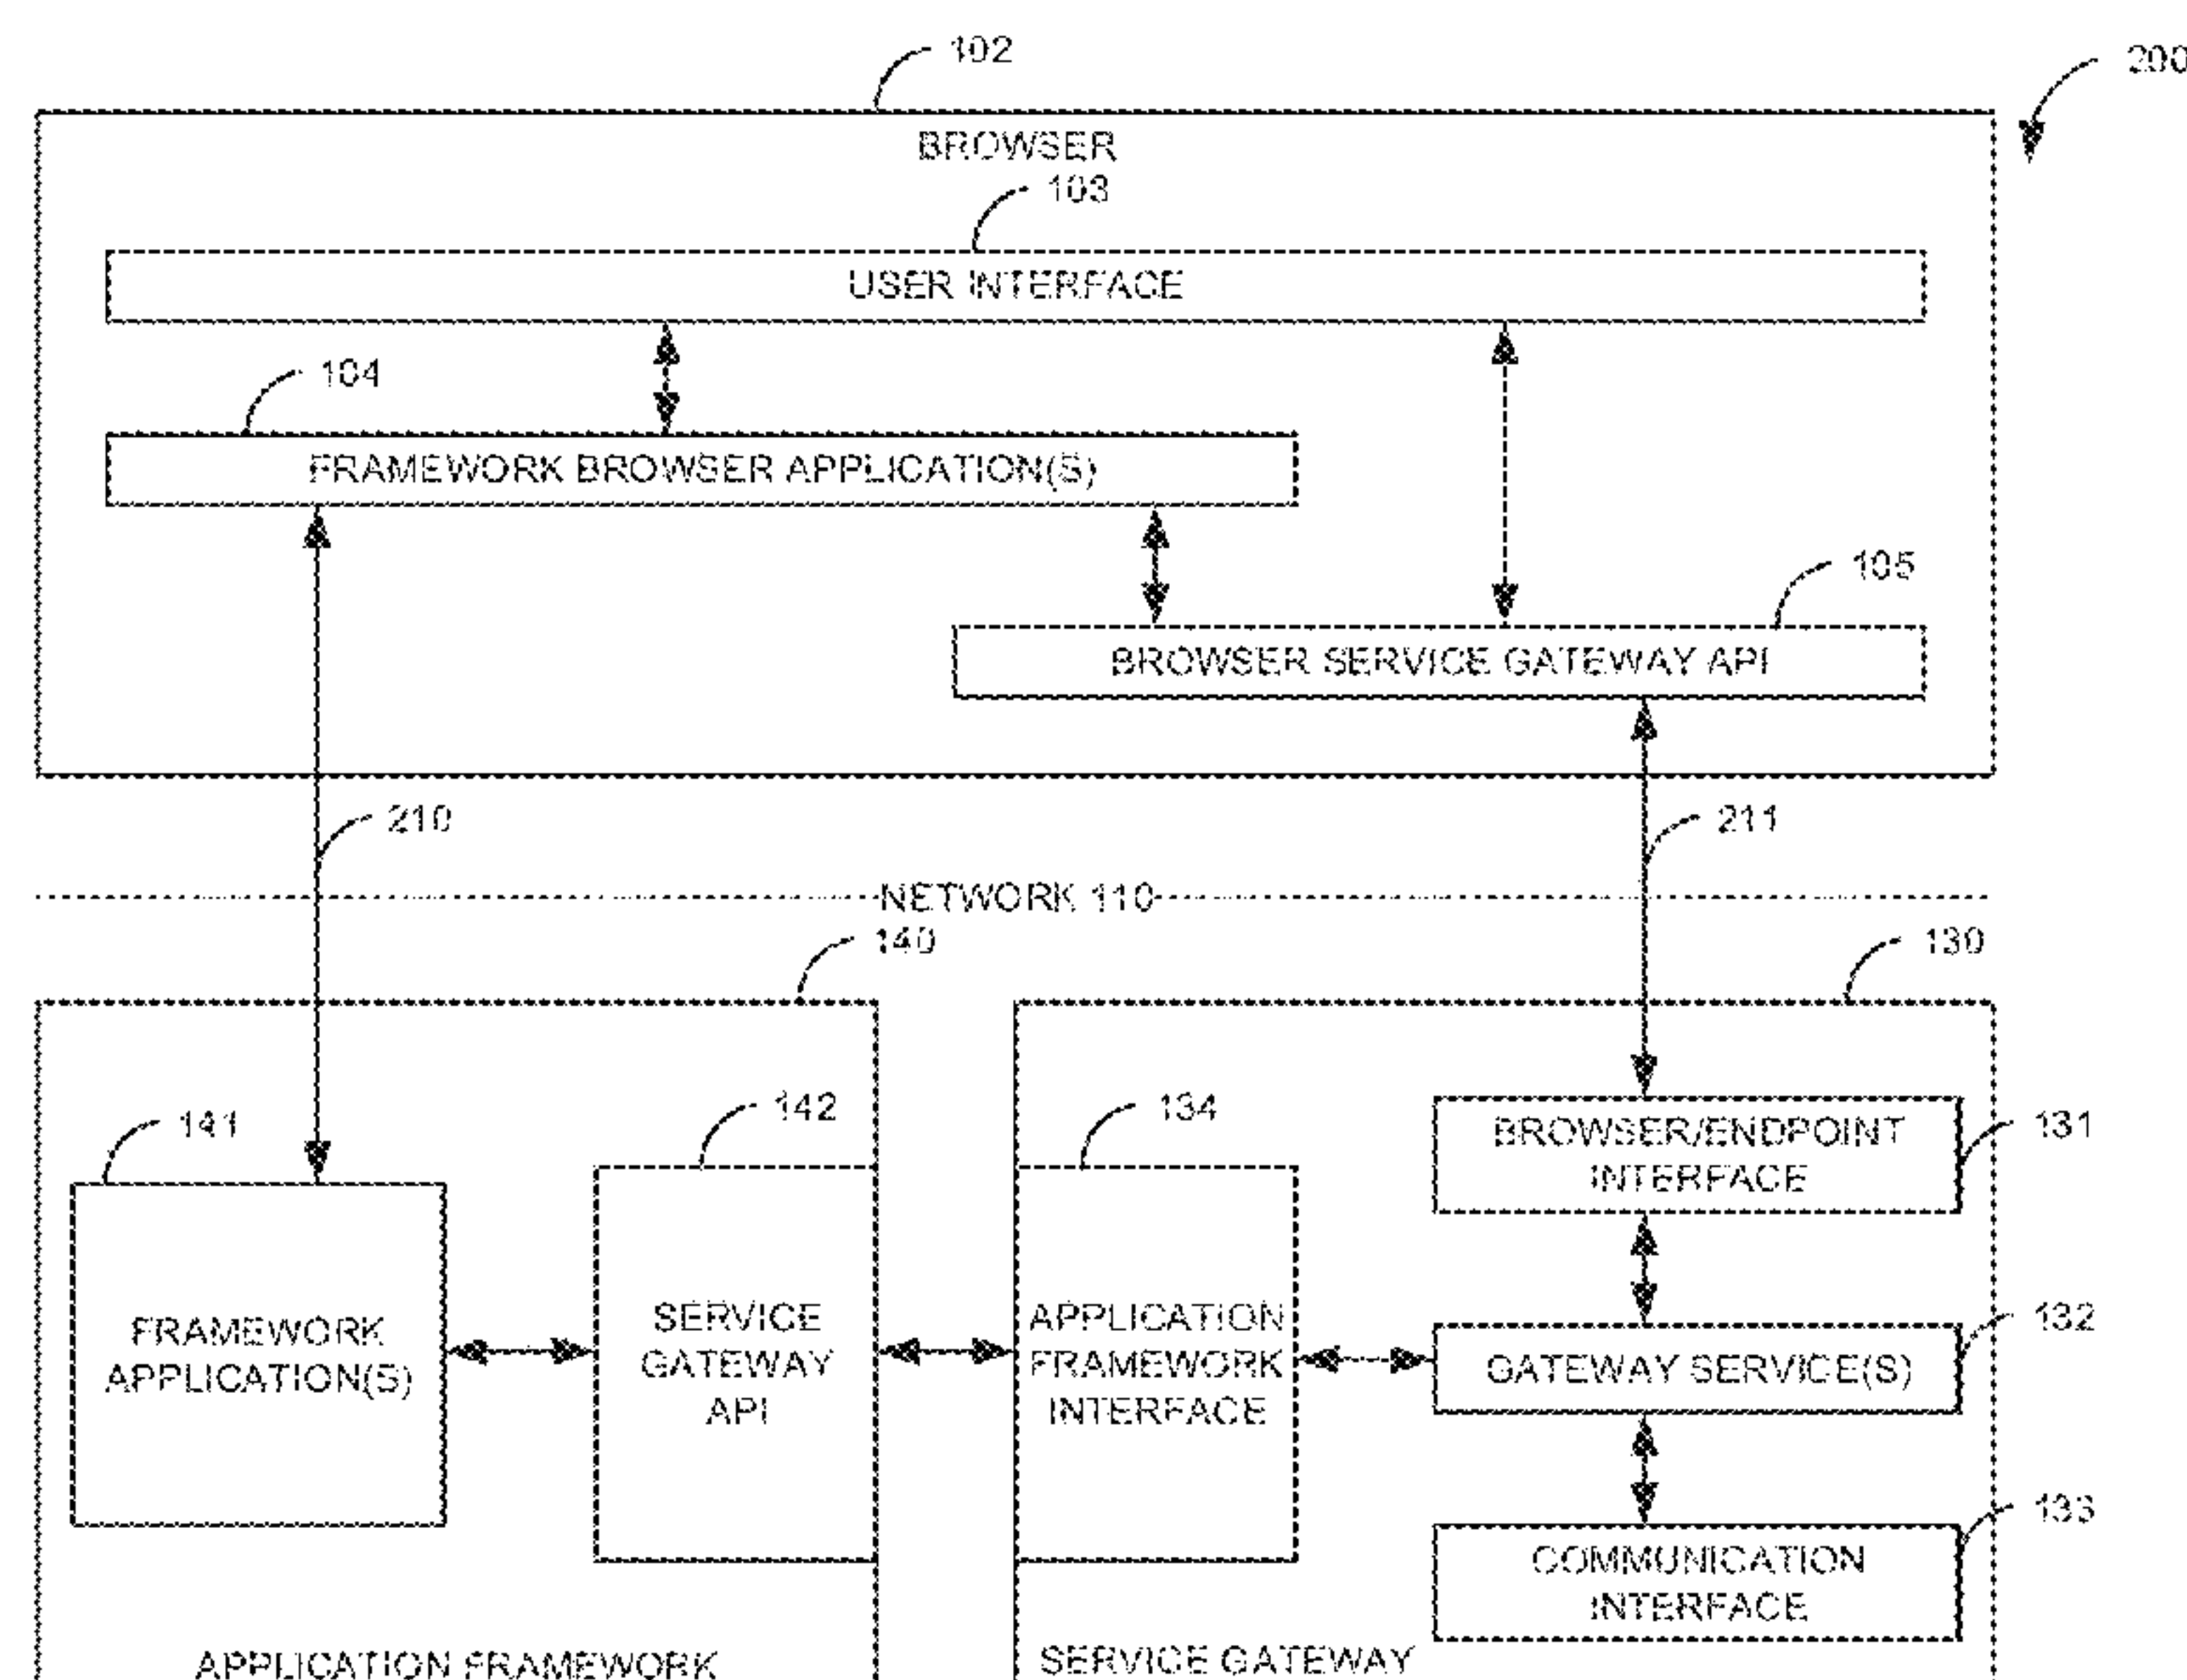 102
200
BROWSER
103
USER INTERFACE
104
FRAMEWORK BROWSER APPLICATION(S)
105
BROWSER SERVICE GATEWAY API
210
211
NETWORK 110
140
130
141
142
134
BROWSER/ENDPOINT
INTERFACE
131
FRAMEWORK
APPLICATION(S)
SERVICE
GATEWAY
API
APPLICATION
FRAMEWORK
INTERFACE
132
GATEWAY SERVICE(S)
133
COMMUNICATION
INTERFACE
APPLICATION FRAMEWORK
SERVICE GATEWAY